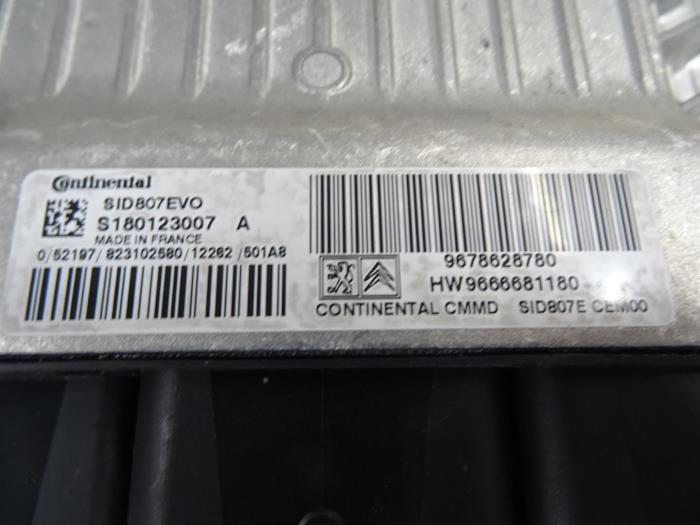 Continental
SID807EVO
S180123007 A
MADE IN FRANCE
0/52197/823102580/12262/501A8
9678628780
HW9666681180
CONTINENTAL CMMD SID807E CEM00